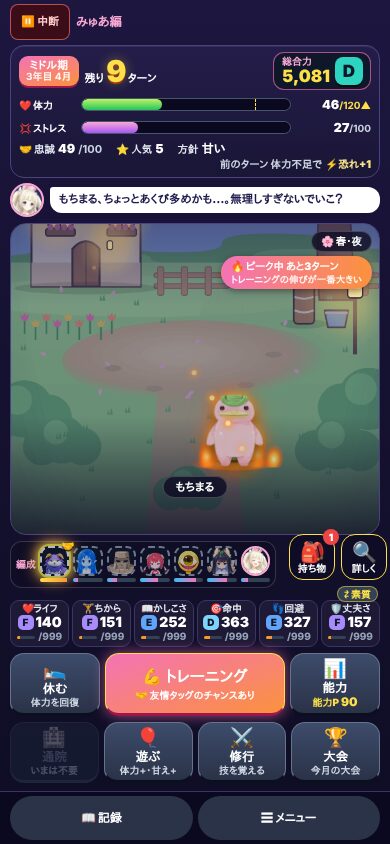 中断
みゅあ編
ミドル期
3年目 4月
残り9ターン
総合力
5,081 D
体力
46/120▲
ストレス
27/100
忠誠 49 /100 人気 5 方針 甘い
前のターン 体力不足で ⚡恐れ+1
もちまる、ちょっとあくび多めかも...。無理しすぎないでいこ?
春·夜
ピーク中 あと3ターン
トレーニングの伸びが一番大きい
もちまる
編成
1
持ち物
詳しく
素質
ライフ
F 140
/999
ちから
F 151
/999
かしこさ
E 252
/999
命中
D 363
/999
回避
E 327
/999
丈夫さ
F 157
/999
休む
体力を回復
トレーニング
友情タッグのチャンスあり
能力
能力P 90
通院
いまは不要
遊ぶ
体力+·甘え+
修行
技を覚える
大会
今月の大会
記録
メニュー